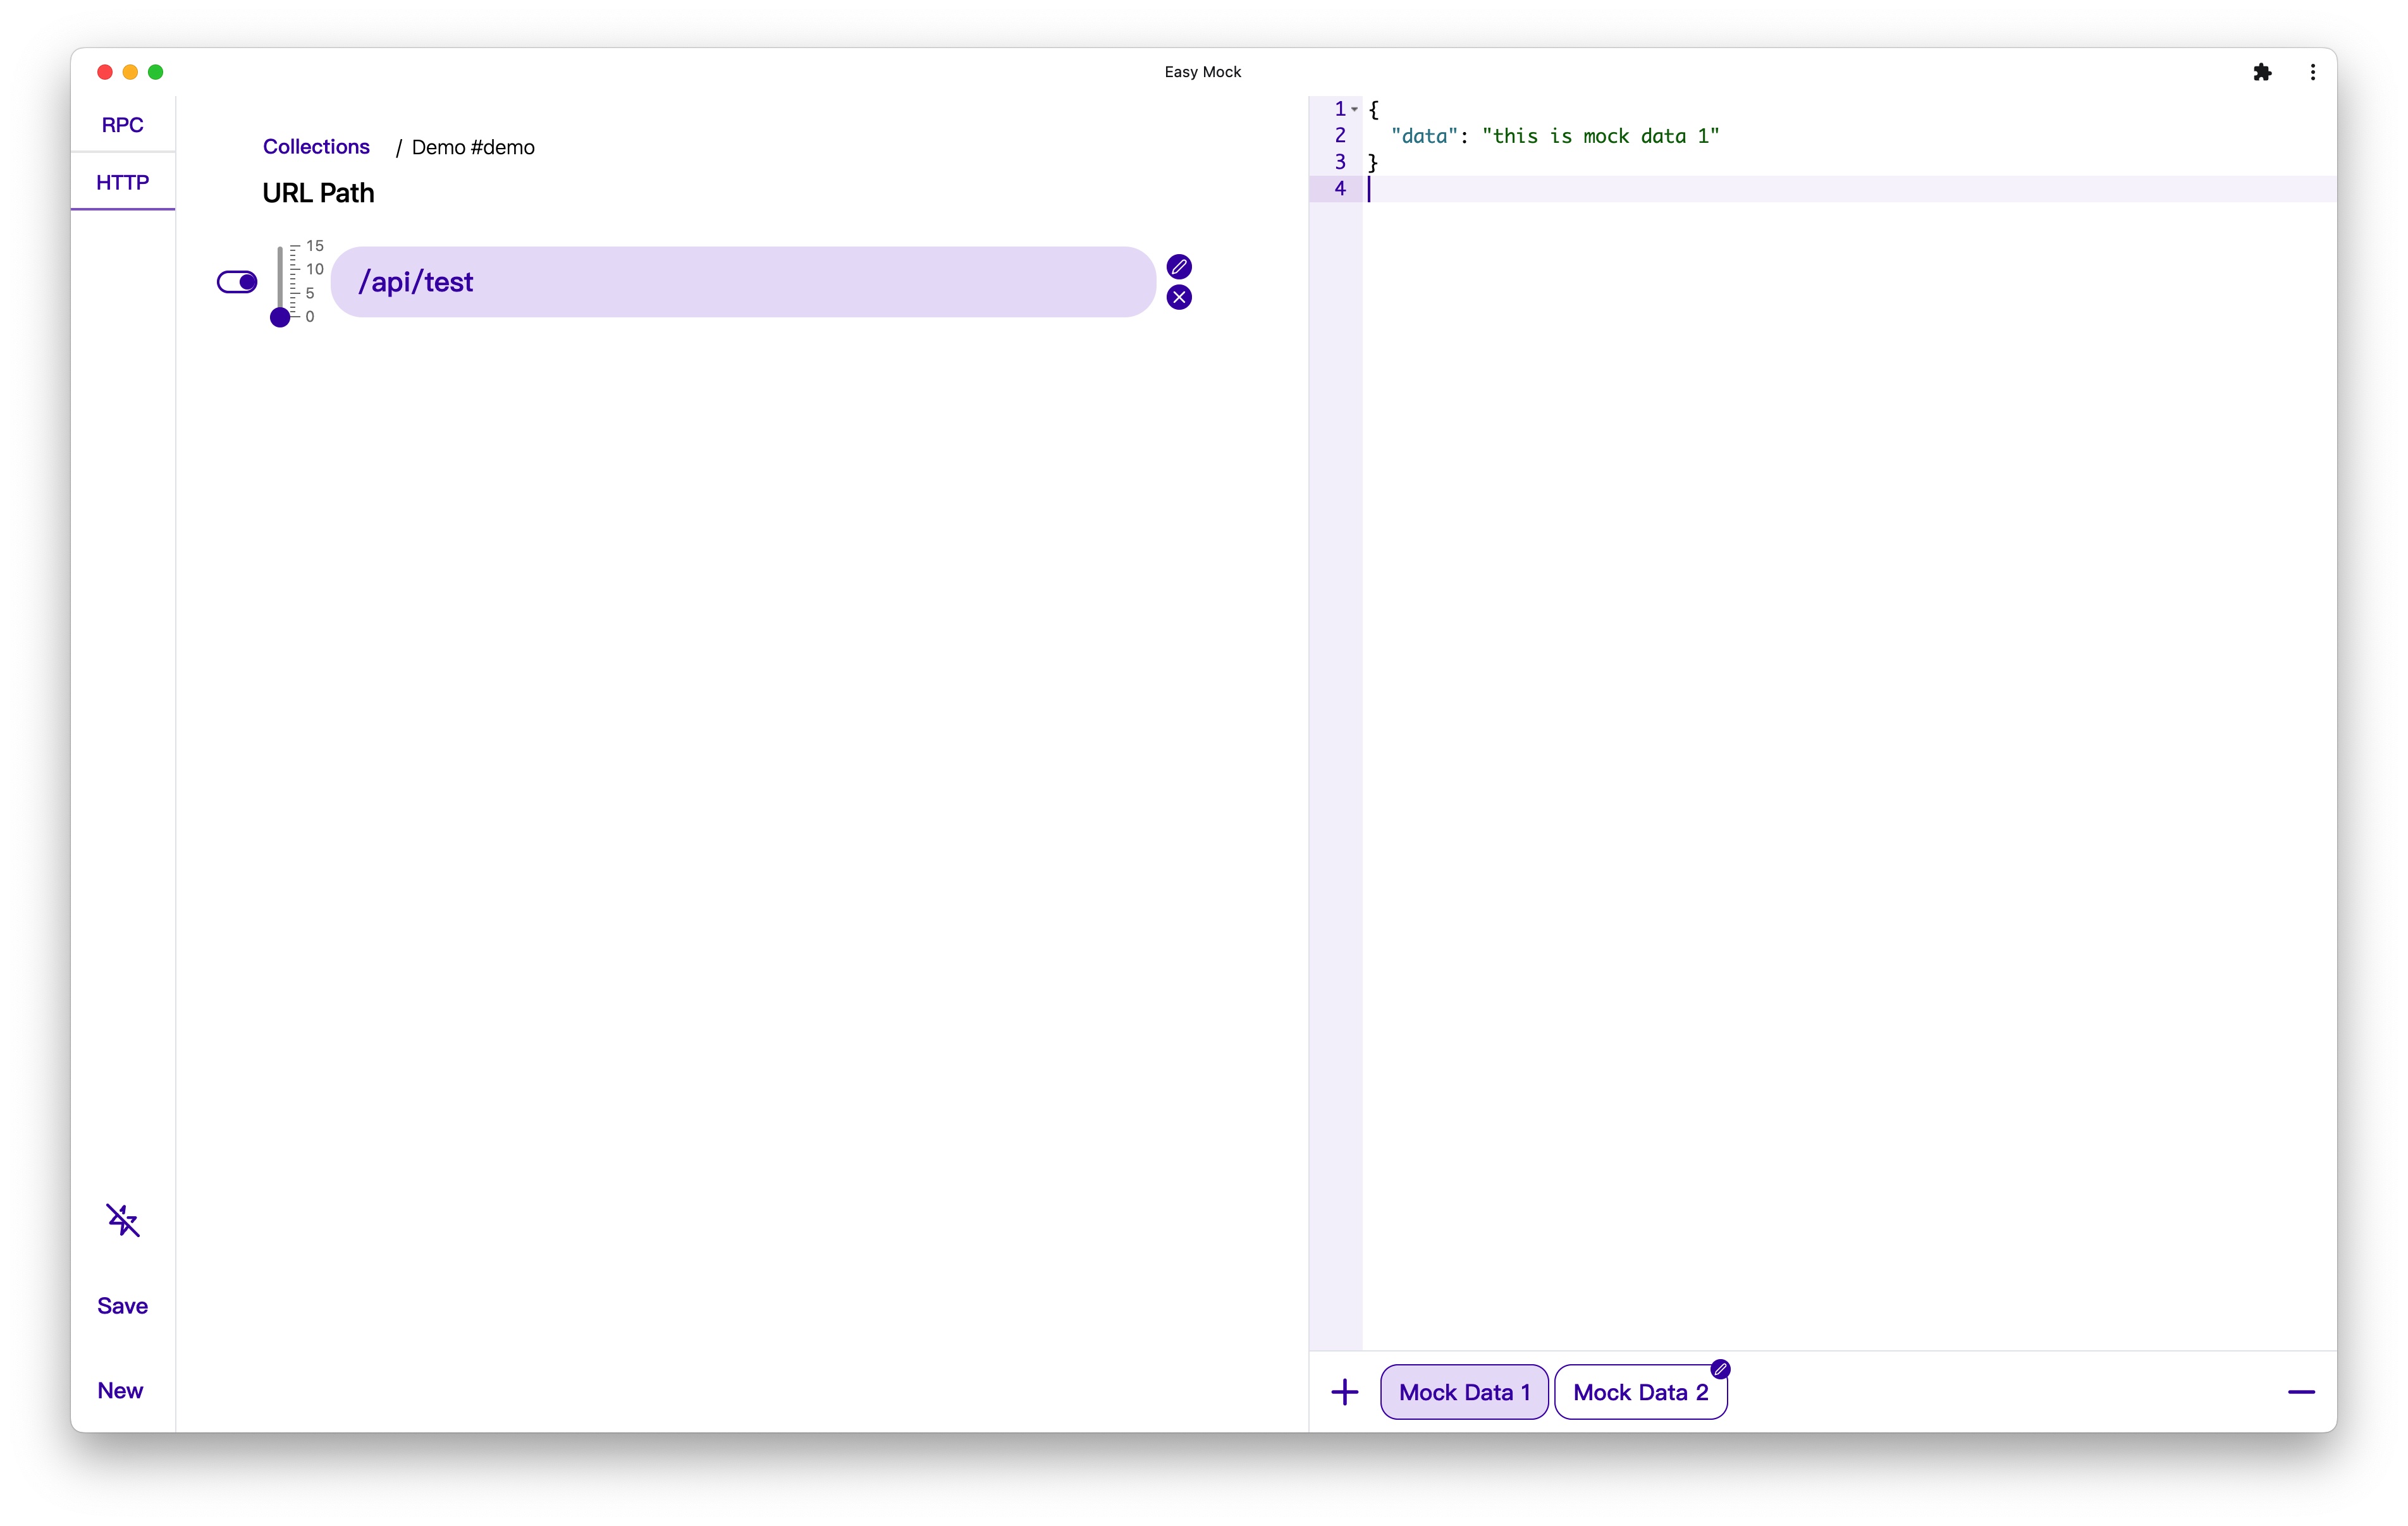 Easy Mock
RPC
HTTP
Collections / Demo #demo
URL Path
15
10
5
0
/api/test
Save
New
1 {
2 "data": "this is mock data 1"
3 }
4
Mock Data 1
Mock Data 2